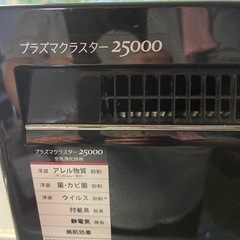 プラズマクラスター 25000
プラズマクラスター 25000
空気浄化技術
浮遊 アレル物質 抑制
浮遊 菌・カビ菌 抑制
浮遊 ウイルス 抑制
付着臭 脱臭
静電気
美肌効果